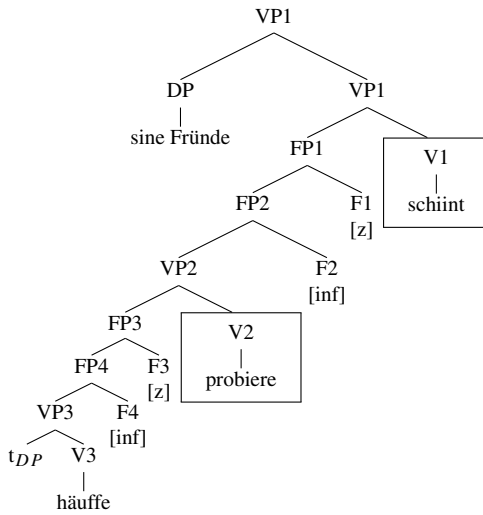 VP1
DP VP1
sine Fründe FP1 V1
schiint
FP2 F1
[z]
VP2 F2
[inf]
FP3 V2
probiere
FP4 F3
[z]
VP3 F4
[inf]
tDP V3
häuffe